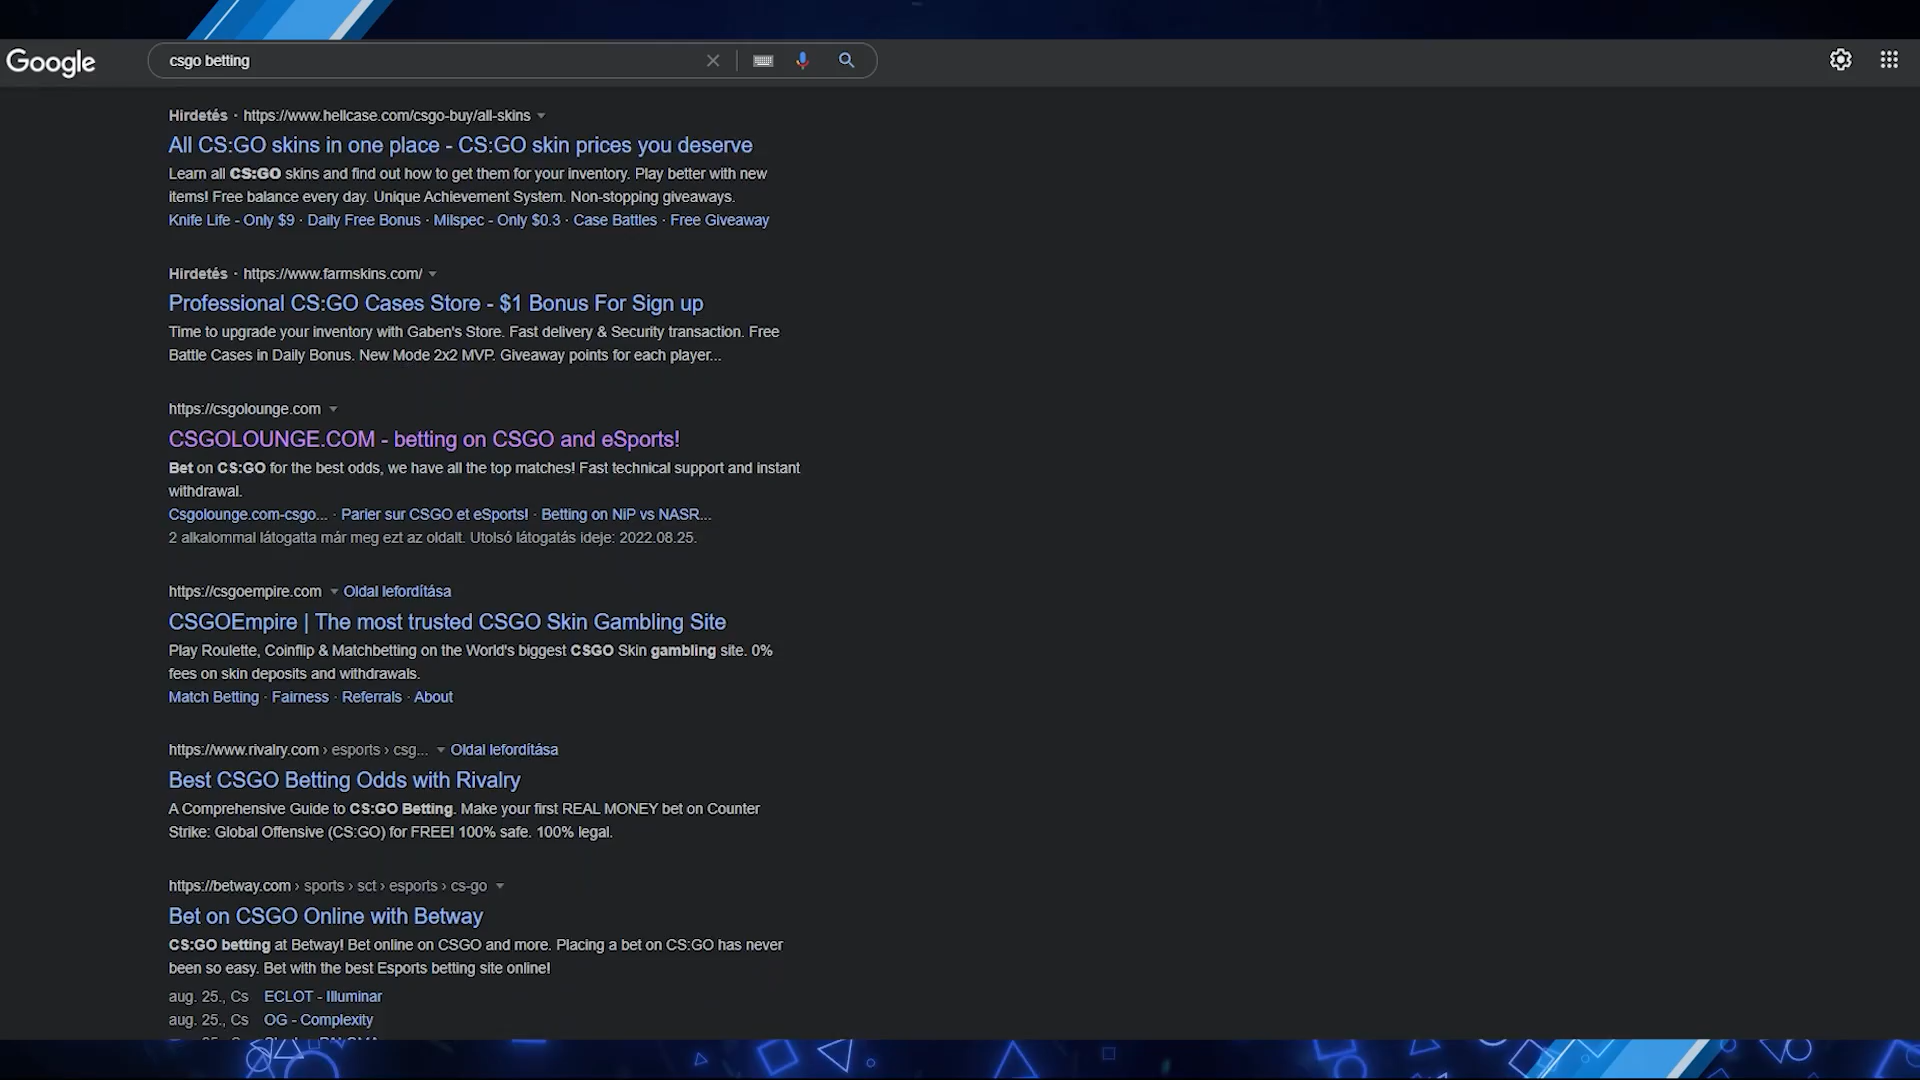 Google
csgo betting
Hirdetés · https://www.hellcase.com/csgo-buy/all-skins
All CS:GO skins in one place - CS:GO skin prices you deserve
Learn all CS:GO skins and find out how to get them for your inventory. Play better with new
items! Free balance every day. Unique Achievement System. Non-stopping giveaways.
Knife Life - Only $9 · Daily Free Bonus · Milspec - Only $0.3 · Case Battles · Free Giveaway
Hirdetés · https://www.farmskins.com/
Professional CS:GO Cases Store - $1 Bonus For Sign up
Time to upgrade your inventory with Gaben's Store. Fast delivery & Security transaction. Free
Battle Cases in Daily Bonus. New Mode 2x2 MVP. Giveaway points for each player...
https://csgolounge.com
CSGOLOUNGE.COM - betting on CSGO and eSports!
Bet on CS:GO for the best odds, we have all the top matches! Fast technical support and instant
withdrawal.
Csgolounge.com-csgo... · Parier sur CSGO et eSports! · Betting on NiP vs NASR...
2 alkalommal látogatta már meg ezt az oldalt. Utolsó látogatás ideje: 2022.08.25.
https://csgoempire.com Oldal lefordítása
CSGOEmpire | The most trusted CSGO Skin Gambling Site
Play Roulette, Coinflip & Matchbetting on the World's biggest CSGO Skin gambling site. 0%
fees on skin deposits and withdrawals.
Match Betting · Fairness · Referrals · About
https://www.rivalry.com › esports › csg... Oldal lefordítása
Best CSGO Betting Odds with Rivalry
A Comprehensive Guide to CS:GO Betting. Make your first REAL MONEY bet on Counter
Strike: Global Offensive (CS:GO) for FREE! 100% safe. 100% legal.
https://betway.com › sports › sct › esports › cs-go
Bet on CSGO Online with Betway
CS:GO betting at Betway! Bet online on CSGO and more. Placing a bet on CS:GO has never
been so easy. Bet with the best Esports betting site online!
aug. 25., Cs ECLOT - Illuminar
aug. 25., Cs OG - Complexity